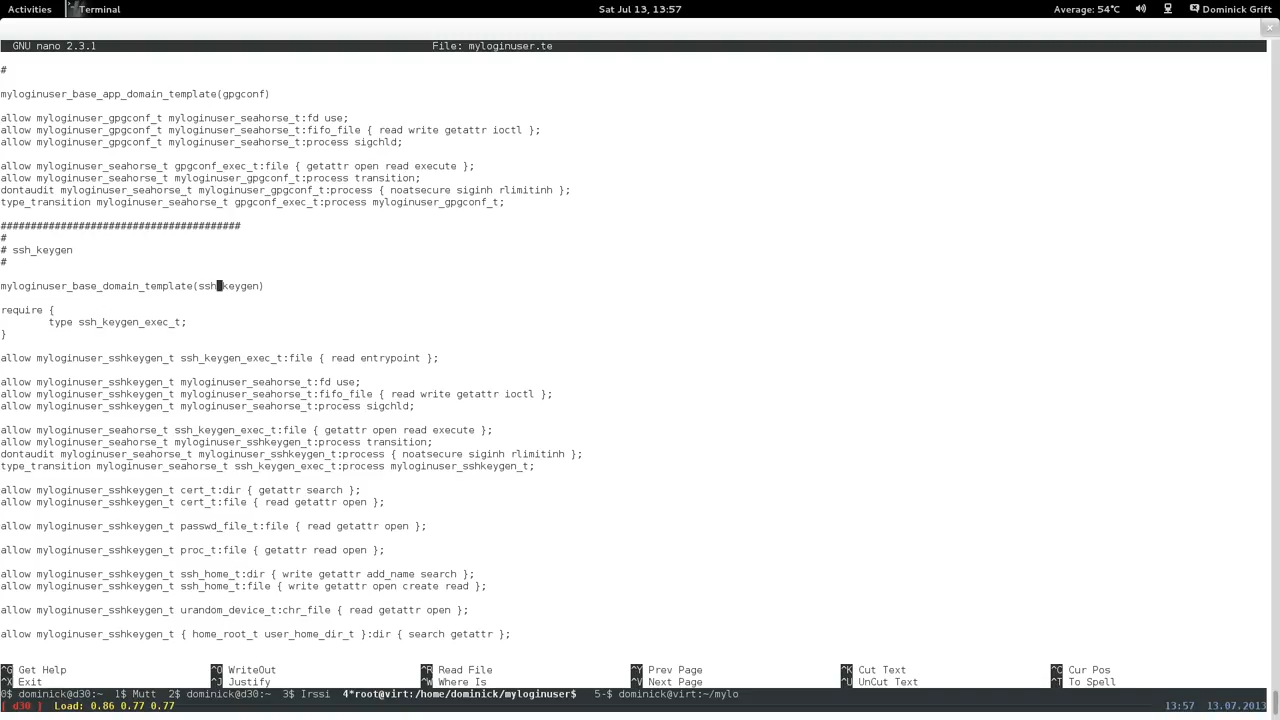 Activities Terminal Sat Jul 13, 13:57 Average: 54°C Dominick Grift
GNU nano 2.3.1 File: myloginuser.te
#
myloginuser_base_app_domain_template(gpgconf)
allow myloginuser_gpgconf_t myloginuser_seahorse_t:fd use;
allow myloginuser_gpgconf_t myloginuser_seahorse_t:fifo_file { read write getattr ioctl };
allow myloginuser_gpgconf_t myloginuser_seahorse_t:process sigchld;
allow myloginuser_seahorse_t gpgconf_exec_t:file { getattr open read execute };
allow myloginuser_seahorse_t myloginuser_gpgconf_t:process transition;
dontaudit myloginuser_seahorse_t myloginuser_gpgconf_t:process { noatsecure siginh rlimitinh };
type_transition myloginuser_seahorse_t gpgconf_exec_t:process myloginuser_gpgconf_t;
########################################
#
# ssh_keygen
#
myloginuser_base_domain_template(ssh keygen)
require {
type ssh_keygen_exec_t;
}
allow myloginuser_sshkeygen_t ssh_keygen_exec_t:file { read entrypoint };
allow myloginuser_sshkeygen_t myloginuser_seahorse_t:fd use;
allow myloginuser_sshkeygen_t myloginuser_seahorse_t:fifo_file { read write getattr ioctl };
allow myloginuser_sshkeygen_t myloginuser_seahorse_t:process sigchld;
allow myloginuser_seahorse_t ssh_keygen_exec_t:file { getattr open read execute };
allow myloginuser_seahorse_t myloginuser_sshkeygen_t:process transition;
dontaudit myloginuser_seahorse_t myloginuser_sshkeygen_t:process { noatsecure siginh rlimitinh };
type_transition myloginuser_seahorse_t ssh_keygen_exec_t:process myloginuser_sshkeygen_t;
allow myloginuser_sshkeygen_t cert_t:dir { getattr search };
allow myloginuser_sshkeygen_t cert_t:file { read getattr open };
allow myloginuser_sshkeygen_t passwd_file_t:file { read getattr open };
allow myloginuser_sshkeygen_t proc_t:file { getattr read open };
allow myloginuser_sshkeygen_t ssh_home_t:dir { write getattr add_name search };
allow myloginuser_sshkeygen_t ssh_home_t:file { write getattr open create read };
allow myloginuser_sshkeygen_t urandom_device_t:chr_file { read getattr open };
allow myloginuser_sshkeygen_t { home_root_t user_home_dir_t }:dir { search getattr };
^G Get Help ^O WriteOut ^R Read File ^Y Prev Page ^K Cut Text ^C Cur Pos
^X Exit ^J Justify ^W Where Is ^V Next Page ^U UnCut Text ^T To Spell
0$ dominick@d30:~ 1$ Mutt 2$ dominick@d30:~ 3$ Irssi 4*root@virt:/home/dominick/myloginuser$ 5-$ dominick@virt:~/mylo
[ d30 ] Load: 0.86 0.77 0.77 13:57 13.07.2013